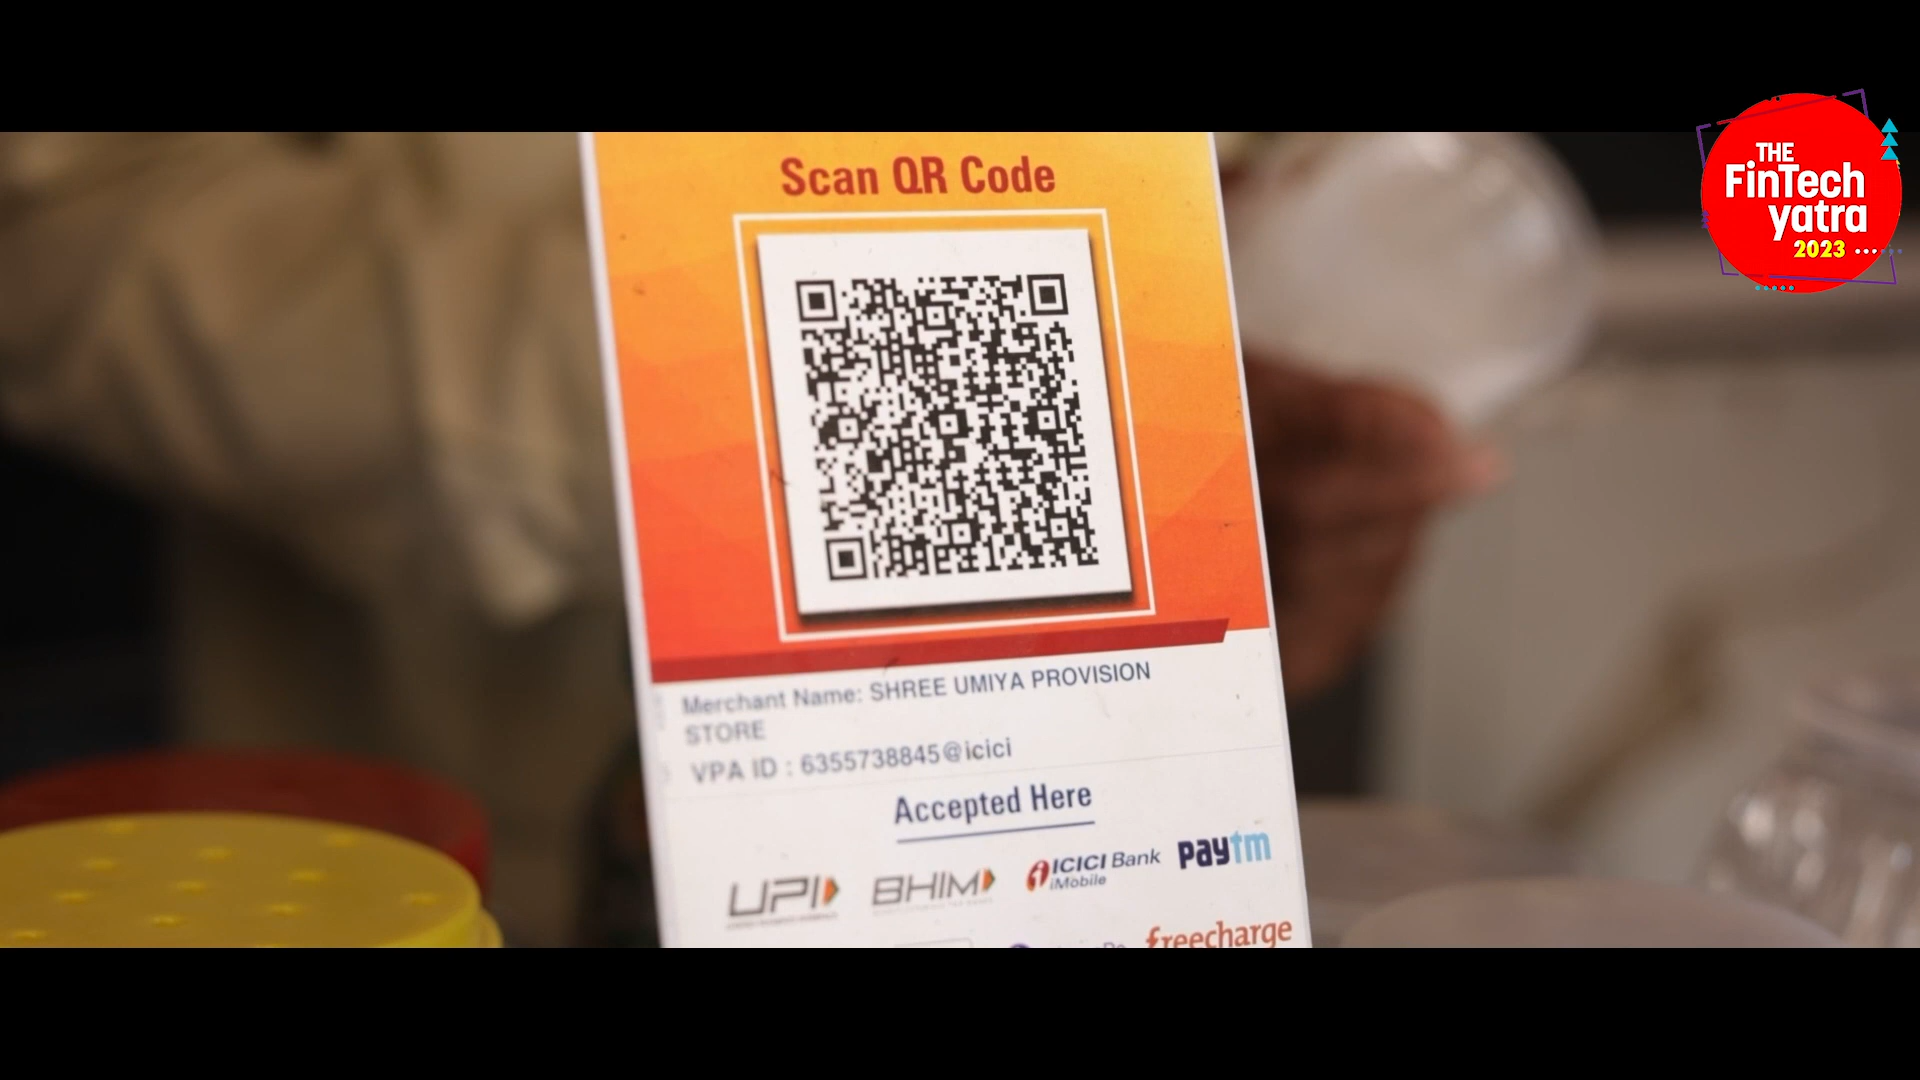 Scan QR Code
Merchant Name: SHREE UMIYA PROVISION
STORE
VPA ID : 6355738845@icici
Accepted Here
UPI
BHIM
ICICI Bank
iMobile
paytm
freecharge
THE
FinTech
yatra
2023